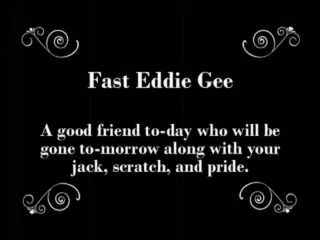 Fast Eddie Gee
A good friend to-day who will be
gone to-morrow along with your
jack, scratch, and pride.